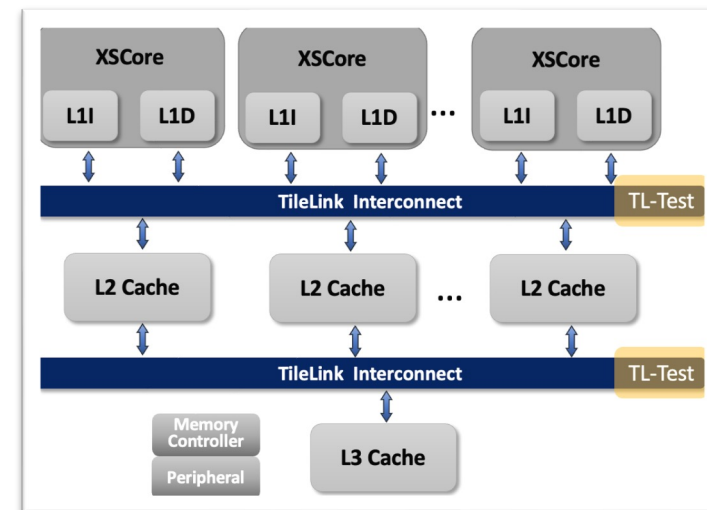 XSCore XSCore XSCore
L1I L1D L1I L1D ... L1I L1D
TileLink Interconnect TL-Test
L2 Cache L2 Cache ... L2 Cache
TileLink Interconnect TL-Test
Memory
Controller
L3 Cache
Peripheral